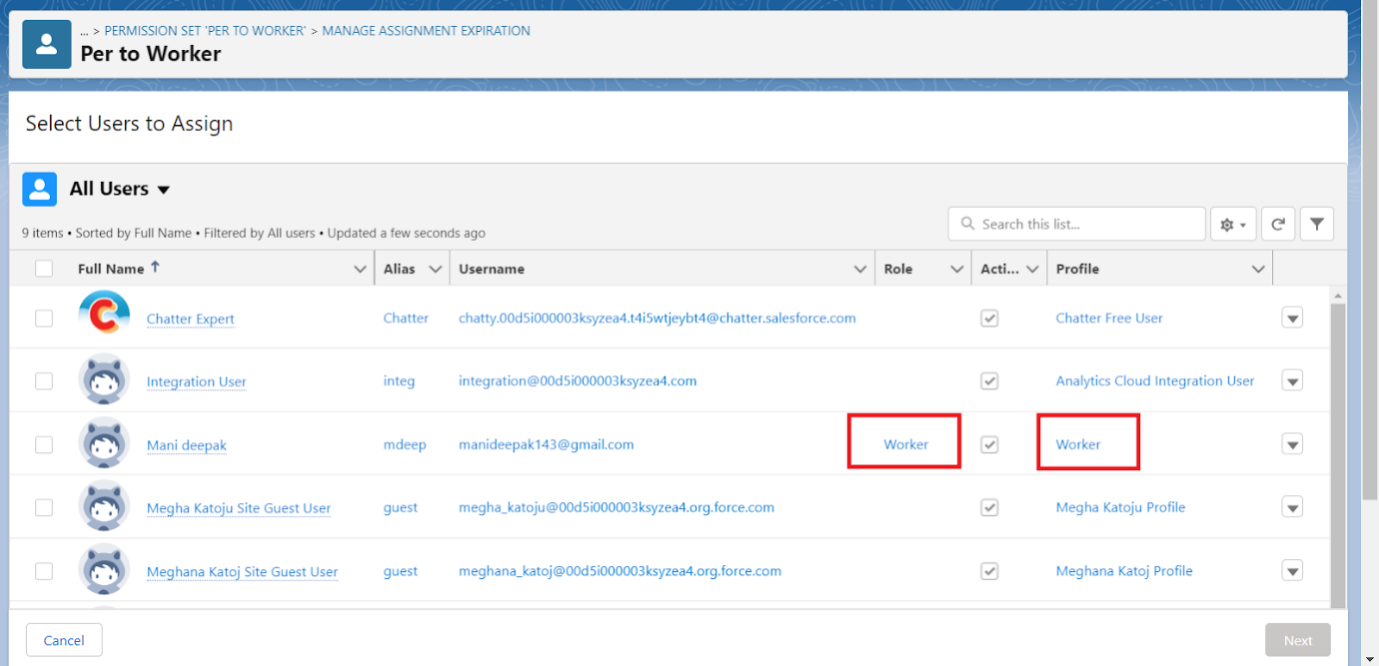 ... > PERMISSION SET 'PER TO WORKER' > MANAGE ASSIGNMENT EXPIRATION
Per to Worker
Select Users to Assign
All Users
9 items • Sorted by Full Name • Filtered by All users • Updated a few seconds ago
Search this list...
Full Name Alias Username Role Acti... Profile
Chatter Expert Chatter chatty.00d5i000003ksyzea4.t4i5wtjeybt4@chatter.salesforce.com Chatter Free User
Integration User integ integration@00d5i000003ksyzea4.com Analytics Cloud Integration User
Mani deepak mdeep manideepak143@gmail.com Worker Worker
Megha Katoju Site Guest User guest megha_katoju@00d5i000003ksyzea4.org.force.com Megha Katoju Profile
Meghana Katoj Site Guest User guest meghana_katoj@00d5i000003ksyzea4.org.force.com Meghana Katoj Profile
Cancel Next